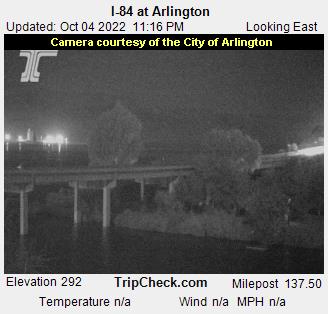 I-84 at Arlington
Updated: Oct 04 2022 11:16 PM Looking East
Camera courtesy of the City of Arlington
Elevation 292 TripCheck.com Milepost 137.50
Temperature n/a Wind n/a MPH n/a